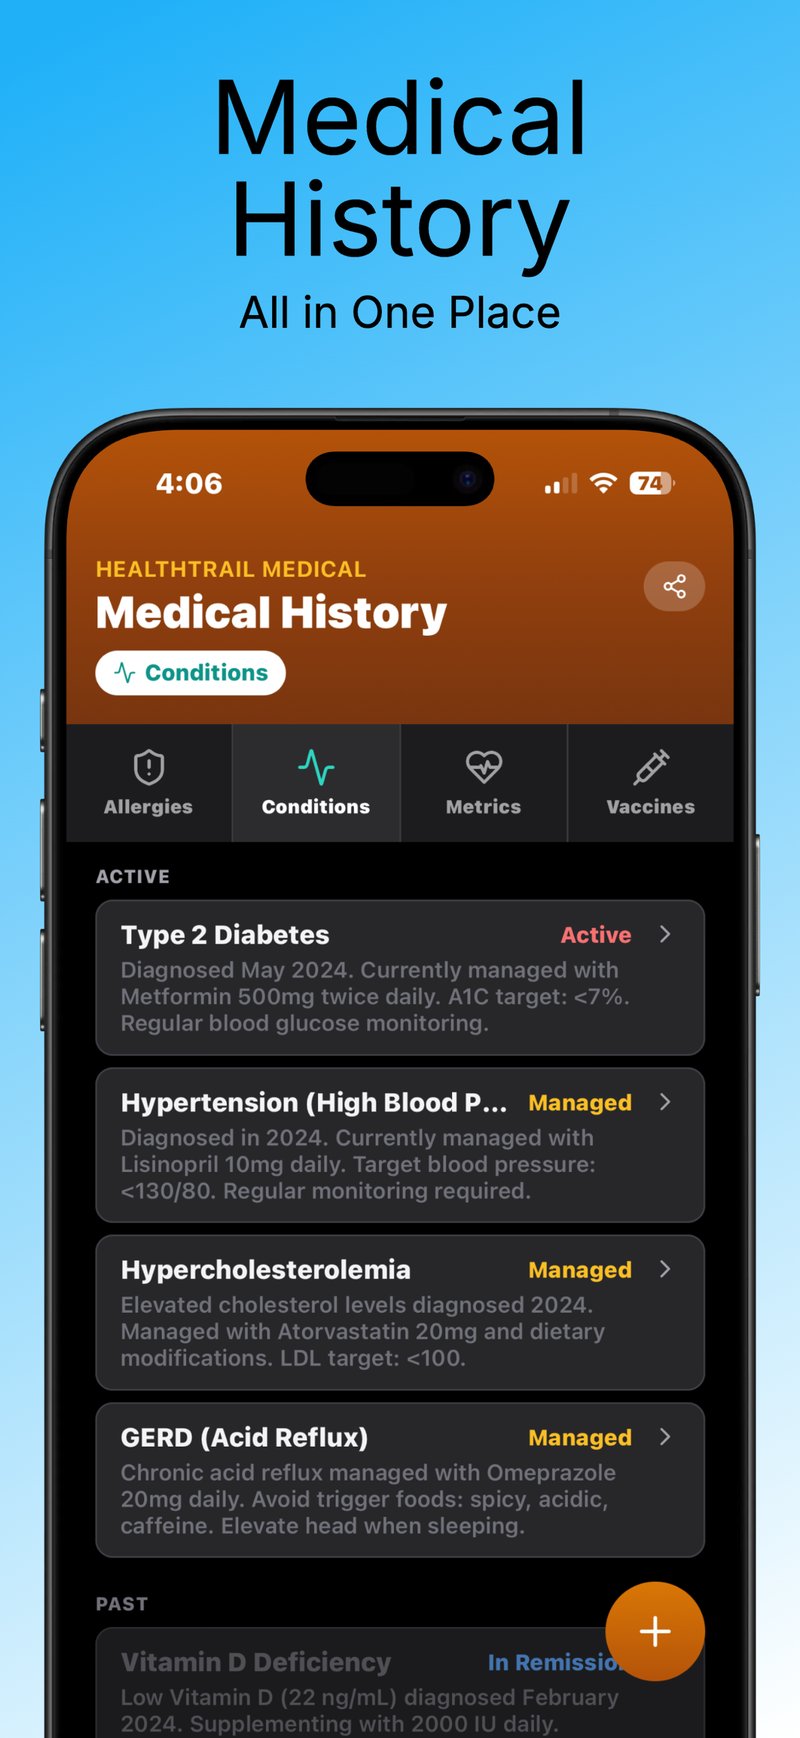 Medical
History
All in One Place
4:06
74
HEALTHTRAIL MEDICAL
Medical History
Conditions
Allergies
Conditions
Metrics
Vaccines
ACTIVE
Type 2 Diabetes
Active
Diagnosed May 2024. Currently managed with
Metformin 500mg twice daily. A1C target: <7%.
Regular blood glucose monitoring.
Hypertension (High Blood P...
Managed
Diagnosed in 2024. Currently managed with
Lisinopril 10mg daily. Target blood pressure:
<130/80. Regular monitoring required.
Hypercholesterolemia
Managed
Elevated cholesterol levels diagnosed 2024.
Managed with Atorvastatin 20mg and dietary
modifications. LDL target: <100.
GERD (Acid Reflux)
Managed
Chronic acid reflux managed with Omeprazole
20mg daily. Avoid trigger foods: spicy, acidic,
caffeine. Elevate head when sleeping.
PAST
Vitamin D Deficiency
In Remission
Low Vitamin D (22 ng/mL) diagnosed February
2024. Supplementing with 2000 IU daily.